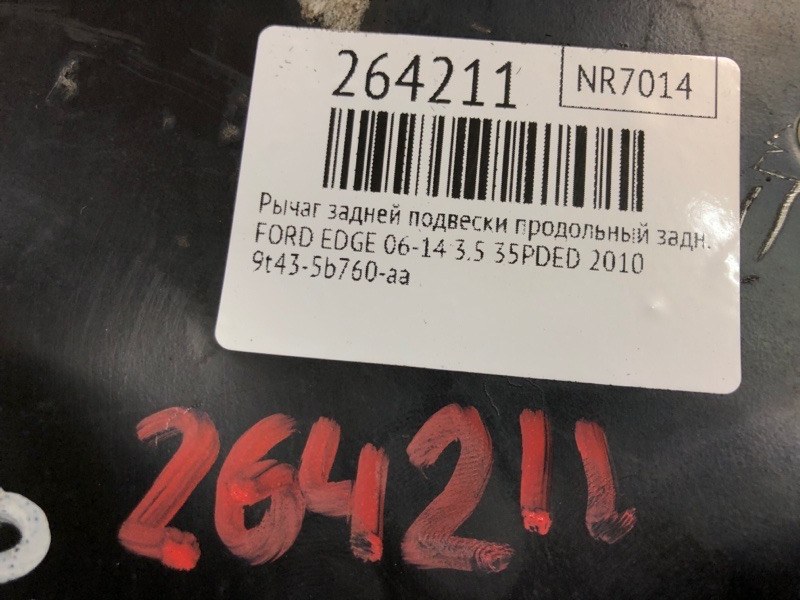 264211
NR7014
Рычаг задней подвески продольный задн.
FORD EDGE 06-14 3.5 35PDED 2010
9t43-5b760-aa
264211